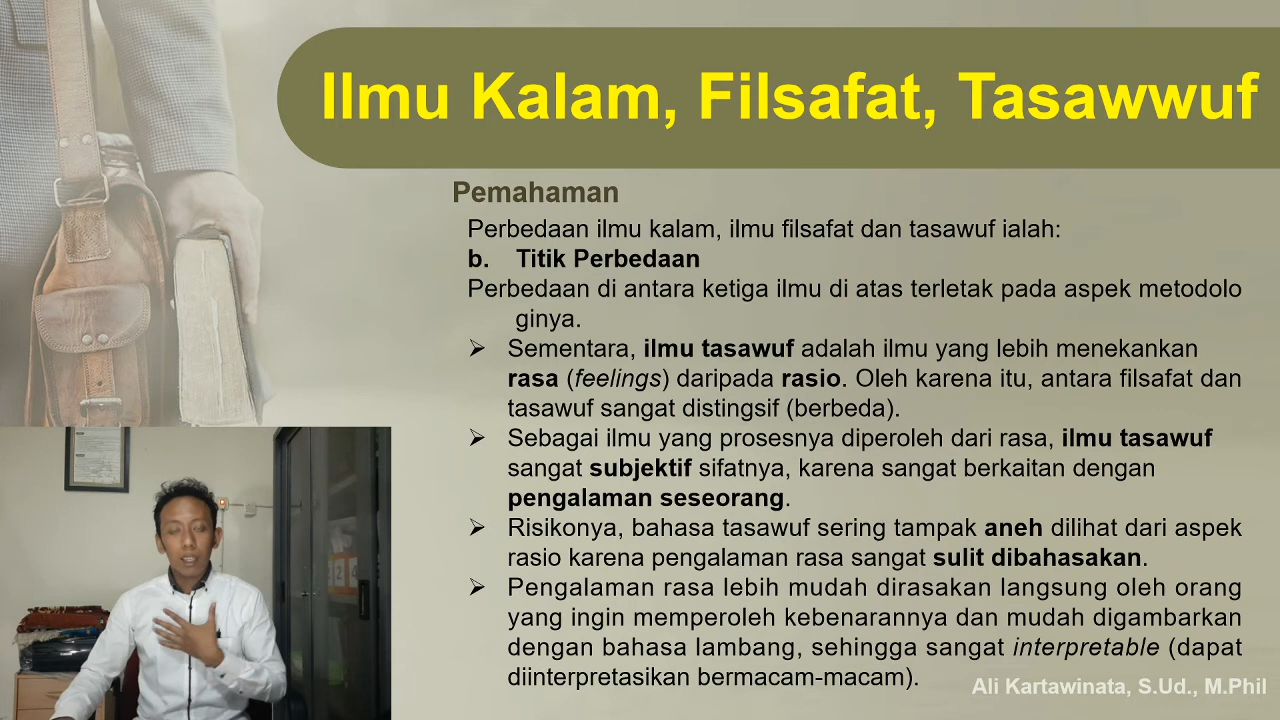 Ilmu Kalam, Filsafat, Tasawwuf
Pemahaman
Perbedaan ilmu kalam, ilmu filsafat dan tasawuf ialah:
b. Titik Perbedaan
Perbedaan di antara ketiga ilmu di atas terletak pada aspek metodolo
ginya.
➢ Sementara, ilmu tasawuf adalah ilmu yang lebih menekankan
rasa (feelings) daripada rasio. Oleh karena itu, antara filsafat dan
tasawuf sangat distingsif (berbeda).
➢ Sebagai ilmu yang prosesnya diperoleh dari rasa, ilmu tasawuf
sangat subjektif sifatnya, karena sangat berkaitan dengan
pengalaman seseorang.
➢ Risikonya, bahasa tasawuf sering tampak aneh dilihat dari aspek
rasio karena pengalaman rasa sangat sulit dibahasakan.
➢ Pengalaman rasa lebih mudah dirasakan langsung oleh orang
yang ingin memperoleh kebenarannya dan mudah digambarkan
dengan bahasa lambang, sehingga sangat interpretable (dapat
diinterpretasikan bermacam-macam).
Ali Kartawinata, S.Ud., M.Phil